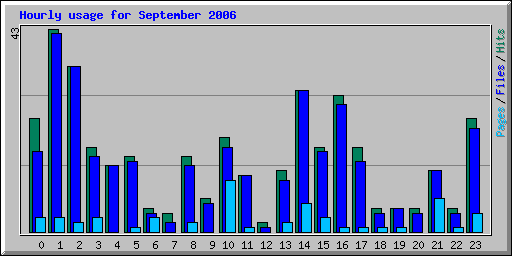 Hourly usage for September 2006
43
Pages/Files/Hits
0 1 2 3 4 5 6 7 8 9 10 11 12 13 14 15 16 17 18 19 20 21 22 23